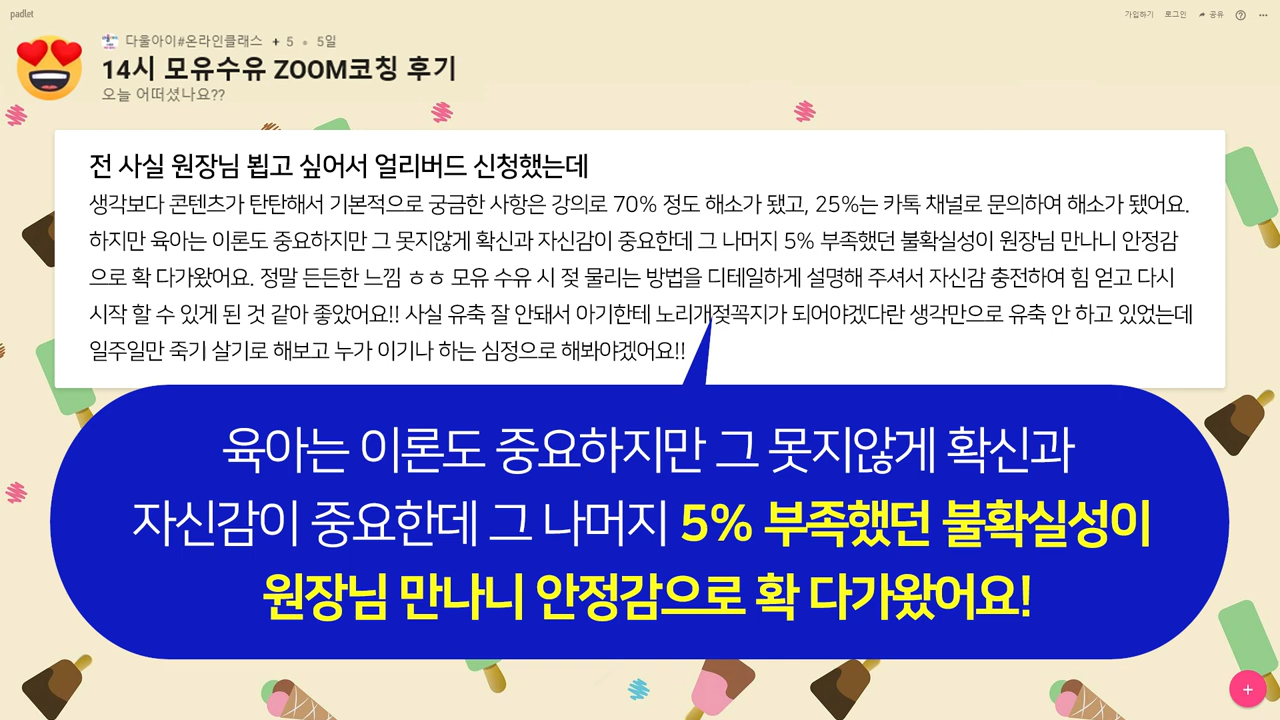 padlet
가입하기 로그인 공유
다울아이#온라인클래스 + 5 • 5일
14시 모유수유 ZOOM코칭 후기
오늘 어떠셨나요??
전 사실 원장님 뵙고 싶어서 얼리버드 신청했는데
생각보다 콘텐츠가 탄탄해서 기본적으로 궁금한 사항은 강의로 70% 정도 해소가 됐고, 25%는 카톡 채널로 문의하여 해소가 됐어요.
하지만 육아는 이론도 중요하지만 그 못지않게 확신과 자신감이 중요한데 그 나머지 5% 부족했던 불확실성이 원장님 만나니 안정감
으로 확 다가왔어요. 정말 든든한 느낌 ㅎㅎ 모유 수유 시 젖 물리는 방법을 디테일하게 설명해 주셔서 자신감 충전하여 힘 얻고 다시
시작 할 수 있게 된 것 같아 좋았어요!! 사실 유축 잘 안돼서 아기한테 노리개젖꼭지가 되어야겠다란 생각만으로 유축 안 하고 있었는데
일주일만 죽기 살기로 해보고 누가 이기나 하는 심정으로 해봐야겠어요!!
육아는 이론도 중요하지만 그 못지않게 확신과
자신감이 중요한데 그 나머지 5% 부족했던 불확실성이
원장님 만나니 안정감으로 확 다가왔어요!